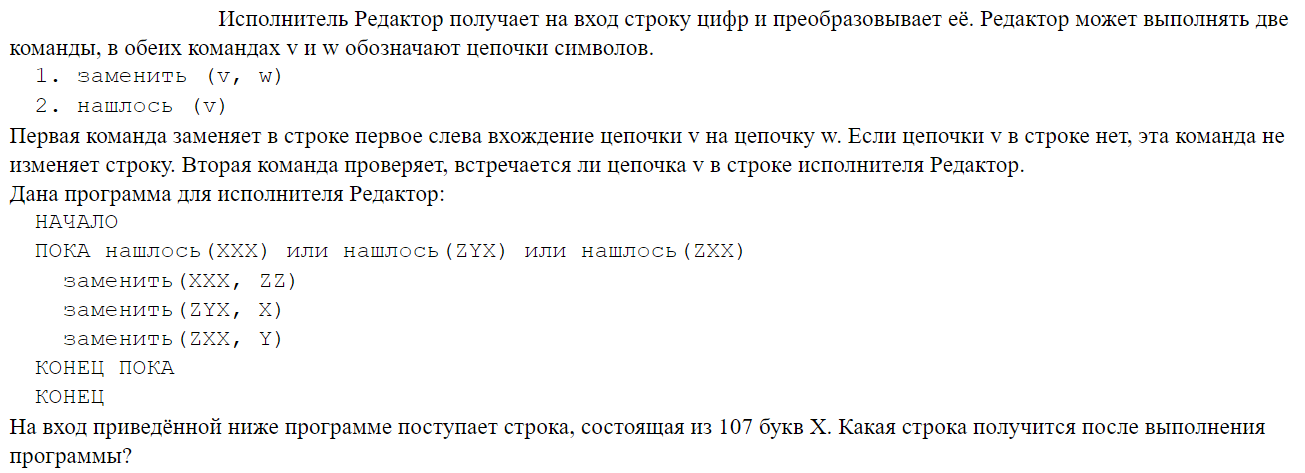 Исполнитель Редактор получает на вход строку цифр и преобразовывает её. Редактор может выполнять две
команды, в обеих командах v и w обозначают цепочки символов.
1. заменить (v, w)
2. нашлось (v)
Первая команда заменяет в строке первое слева вхождение цепочки v на цепочку w. Если цепочки v в строке нет, эта команда не
изменяет строку. Вторая команда проверяет, встречается ли цепочка v в строке исполнителя Редактор.
Дана программа для исполнителя Редактор:
НАЧАЛО
ПОКА нашлось(XXX) или нашлось(ZYX) или нашлось(ZXX)
заменить(XXX, ZZ)
заменить(ZYX, X)
заменить(ZXX, Y)
КОНЕЦ ПОКА
КОНЕЦ
На вход приведённой ниже программе поступает строка, состоящая из 107 букв X. Какая строка получится после выполнения
программы?